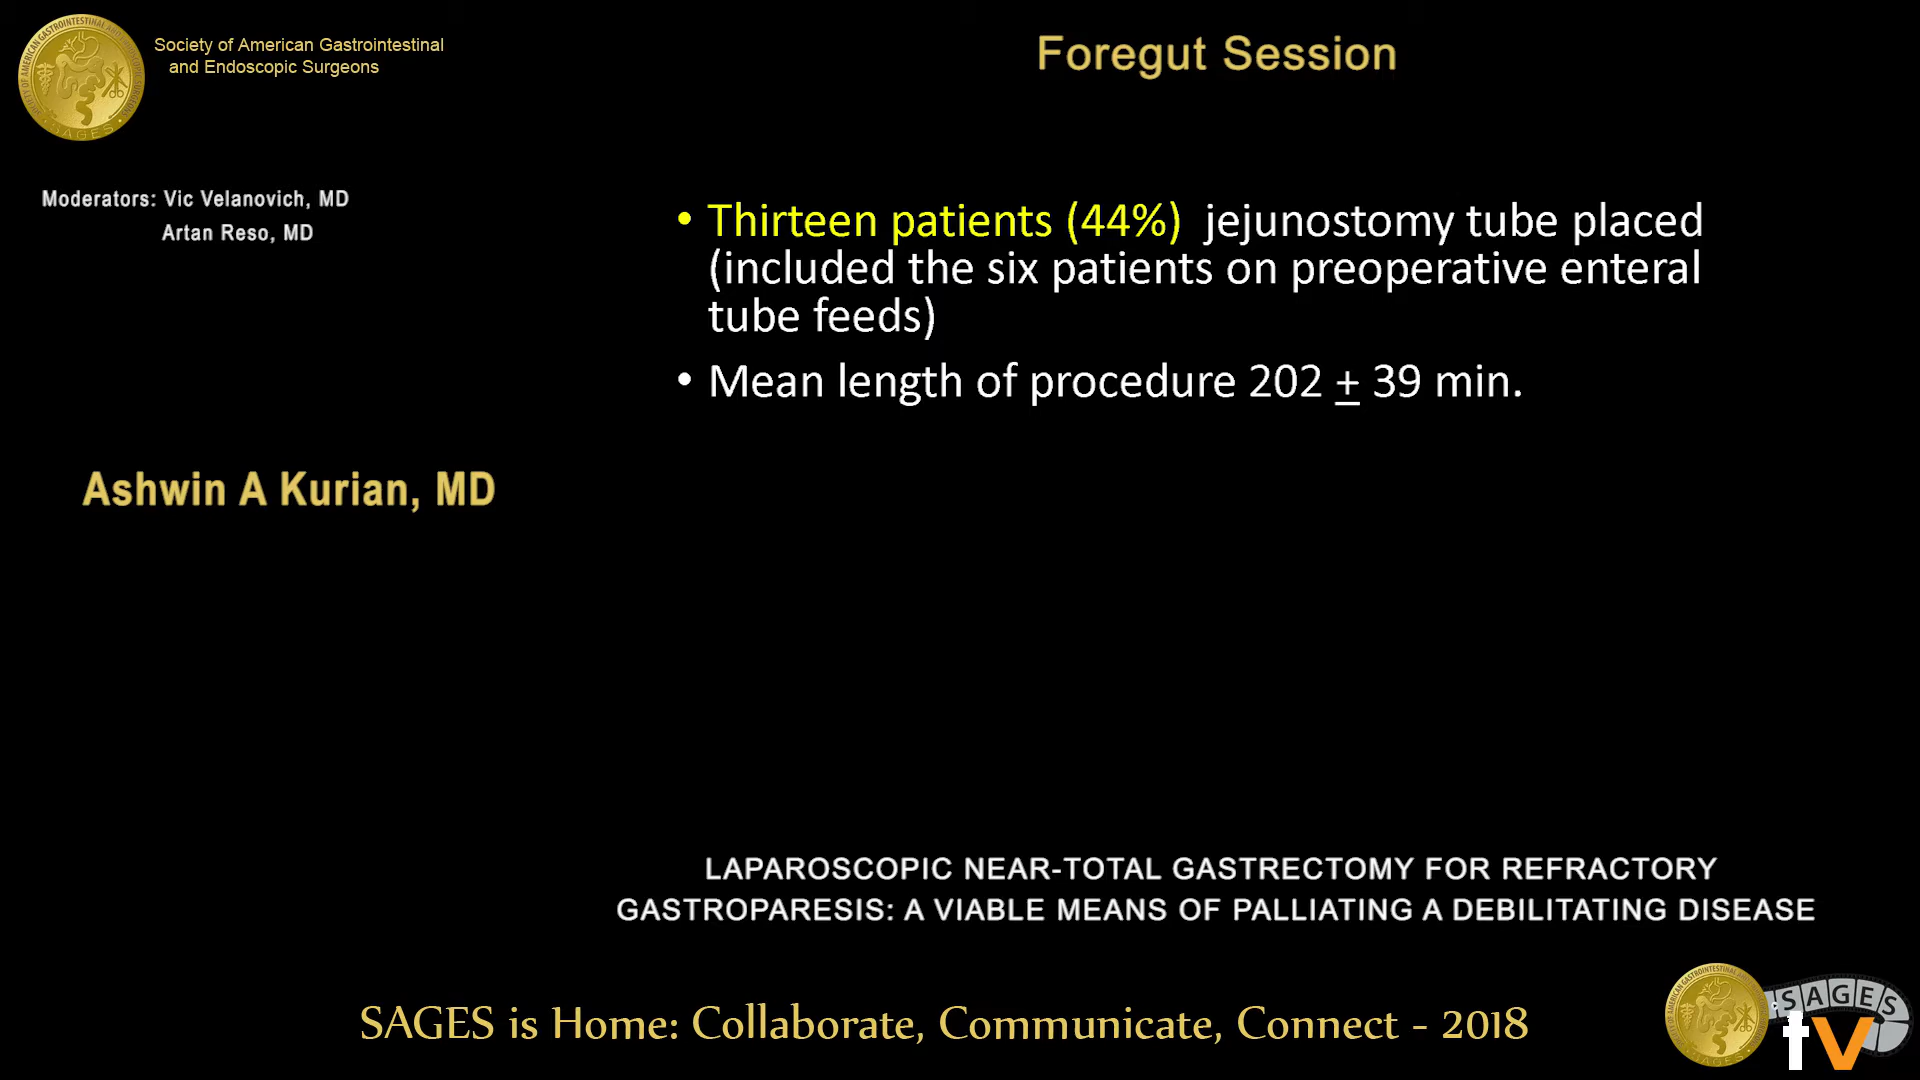 Society of American Gastrointestinal
and Endoscopic Surgeons
Foregut Session
Moderators: Vic Velanovich, MD
Artan Reso, MD
• Thirteen patients (44%) jejunostomy tube placed
(included the six patients on preoperative enteral
tube feeds)
• Mean length of procedure 202 ± 39 min.
Ashwin A Kurian, MD
LAPAROSCOPIC NEAR-TOTAL GASTRECTOMY FOR REFRACTORY
GASTROPARESIS: A VIABLE MEANS OF PALLIATING A DEBILITATING DISEASE
SAGES is Home: Collaborate, Communicate, Connect - 2018
SAGES
tv